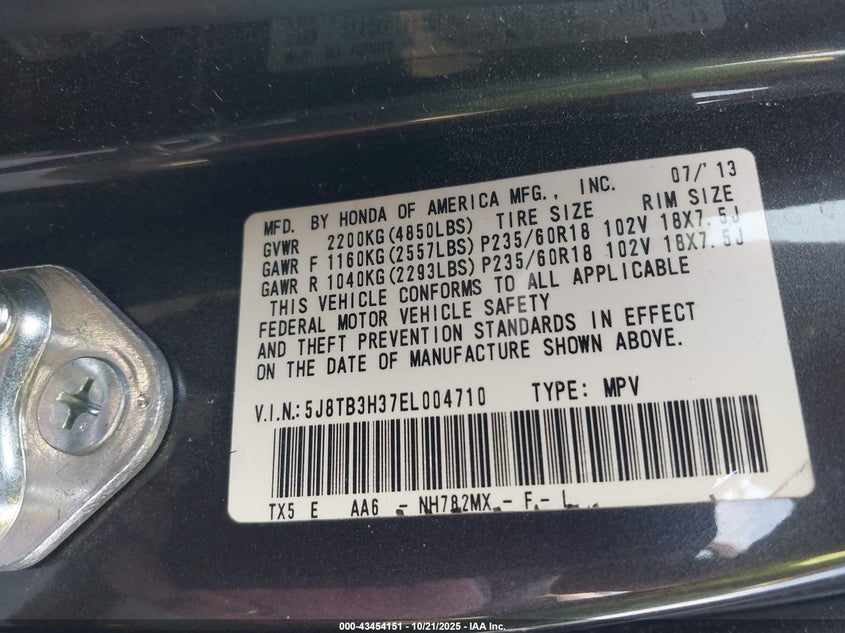 07/'13
MFD. BY HONDA OF AMERICA MFG., INC.
GVWR 2200KG(4850LBS) TIRE SIZE RIM SIZE
GAWR F 1160KG(2557LBS) P235/60R18 102V 18X7.5J
GAWR R 1040KG(2293LBS) P235/60R18 102V 18X7.5J
THIS VEHICLE CONFORMS TO ALL APPLICABLE
FEDERAL MOTOR VEHICLE SAFETY
AND THEFT PREVENTION STANDARDS IN EFFECT
ON THE DATE OF MANUFACTURE SHOWN ABOVE.
V.I.N.: 5J8TB3H37EL004710 TYPE: MPV
TX5 E AA6 - NH782MX - F - L
000-43454151 | 10/21/2025 | IAA Inc.